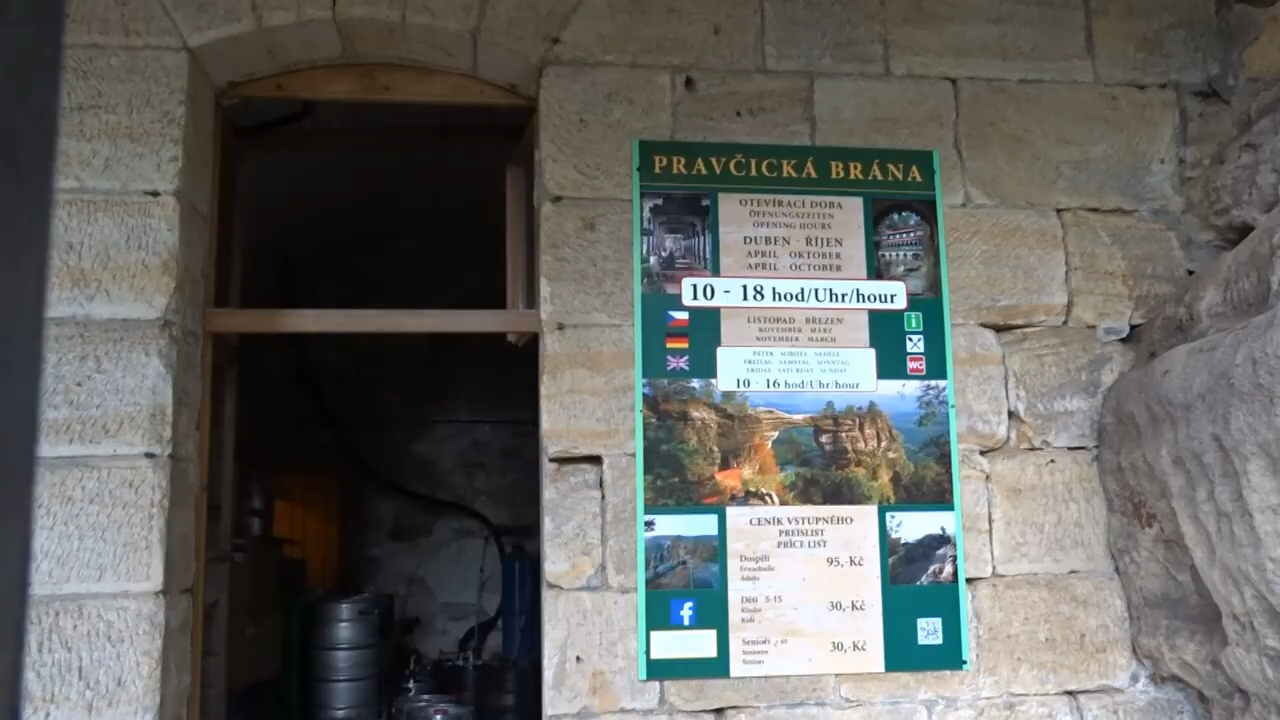 PRAVČICKÁ BRÁNA
OTEVÍRACÍ DOBA
ÖFFNUNGSZEITEN
OPENING HOURS
DUBEN · ŘÍJEN
APRIL · OKTOBER
APRIL · OCTOBER
10 - 18 hod/Uhr/hour
LISTOPAD · BŘEZEN
NOVEMBER · MÄRZ
NOVEMBER · MARCH
PÁTEK SOBOTA NEDĚLE
FREITAG SAMSTAG SONNTAG
FRIDAY SATURDAY SUNDAY
10 · 16 hod/Uhr/hour
i
WC
CENÍK VSTUPNÉHO
PREISLIST
PRICE LIST
Dospělí 95,-Kč
Erwachsene
Adults
Děti 5-15 30,-Kč
Kinder
Kids
Senioři 30,-Kč
Senioren
Seniors
f